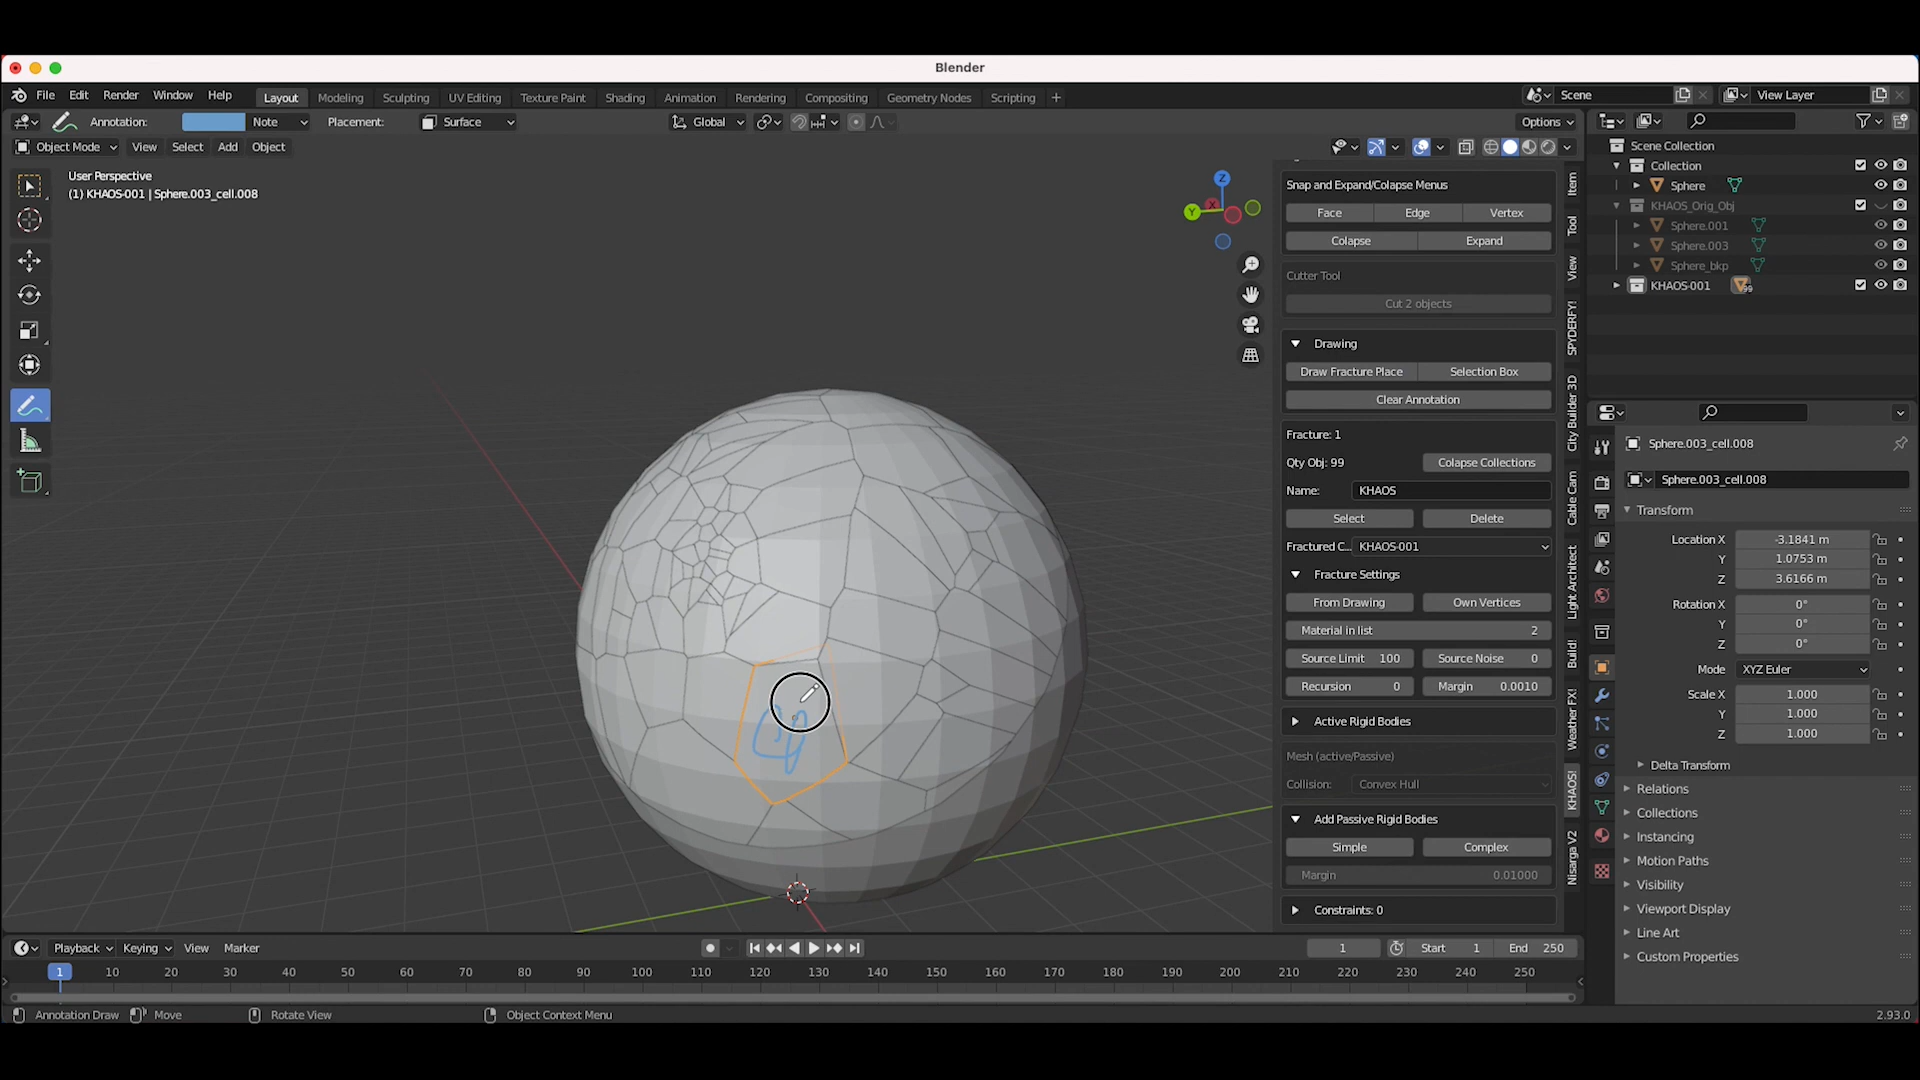 Blender
File Edit Render Window Help Layout Modeling Sculpting UV Editing Texture Paint Shading Animation Rendering Compositing Geometry Nodes Scripting + Scene View Layer
Annotation: Note Placement: Surface Global Options
Object Mode View Select Add Object
User Perspective
(1) KHAOS-001 | Sphere.003_cell.008
Z
Y
X
Snap and Expand/Collapse Menus
Face Edge Vertex
Colapse Expand
Cutter Tool
Cut 2 objects
Drawing
Draw Fracture Place Selection Box
Clear Annotation
Fracture: 1
Qty Obj: 99 Colapse Collections
Name: KHAOS
Select Delete
Fractured C... KHAOS-001
Fracture Settings
From Drawing Own Vertices
Material in list 2
Source Limit 100 Source Noise 0
Recursion 0 Margin 0.0010
Active Rigid Bodies
Mesh (active/Passive)
Collision: Convex Hull
Add Passive Rigid Bodies
Simple Complex
Margin 0.01000
Constraints: 0
Item
Tool
View
SPYDERFY!
City Builder 3D
Cable Cam
Light Architect
Build!
Weather FX!
KHAOS!
Nisarga V2
Scene Collection
Collection
Sphere
KHAOS_Orig_Obj
Sphere.001
Sphere.003
Sphere_bkp
KHAOS-001 99
Sphere.003_cell.008
Sphere.003_cell.008
Transform
Location X -3.1841 m
Y 1.0753 m
Z 3.6166 m
Rotation X 0°
Y 0°
Z 0°
Mode XYZ Euler
Scale X 1.000
Y 1.000
Z 1.000
Delta Transform
Relations
Collections
Instancing
Motion Paths
Visibility
Viewport Display
Line Art
Custom Properties
Playback Keying View Marker 1 Start 1 End 250
1 10 20 30 40 50 60 70 80 90 100 110 120 130 140 150 160 170 180 190 200 210 220 230 240 250
Annotation Draw Move Rotate View Object Context Menu 2.93.0